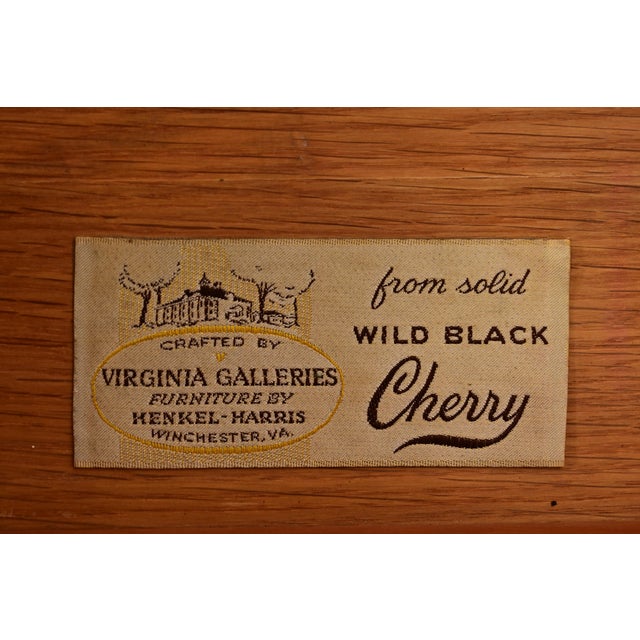 CRAFTED BY
VIRGINIA GALLERIES
FURNITURE BY
HENKEL-HARRIS
WINCHESTER, VA.
from solid
WILD BLACK
Cherry